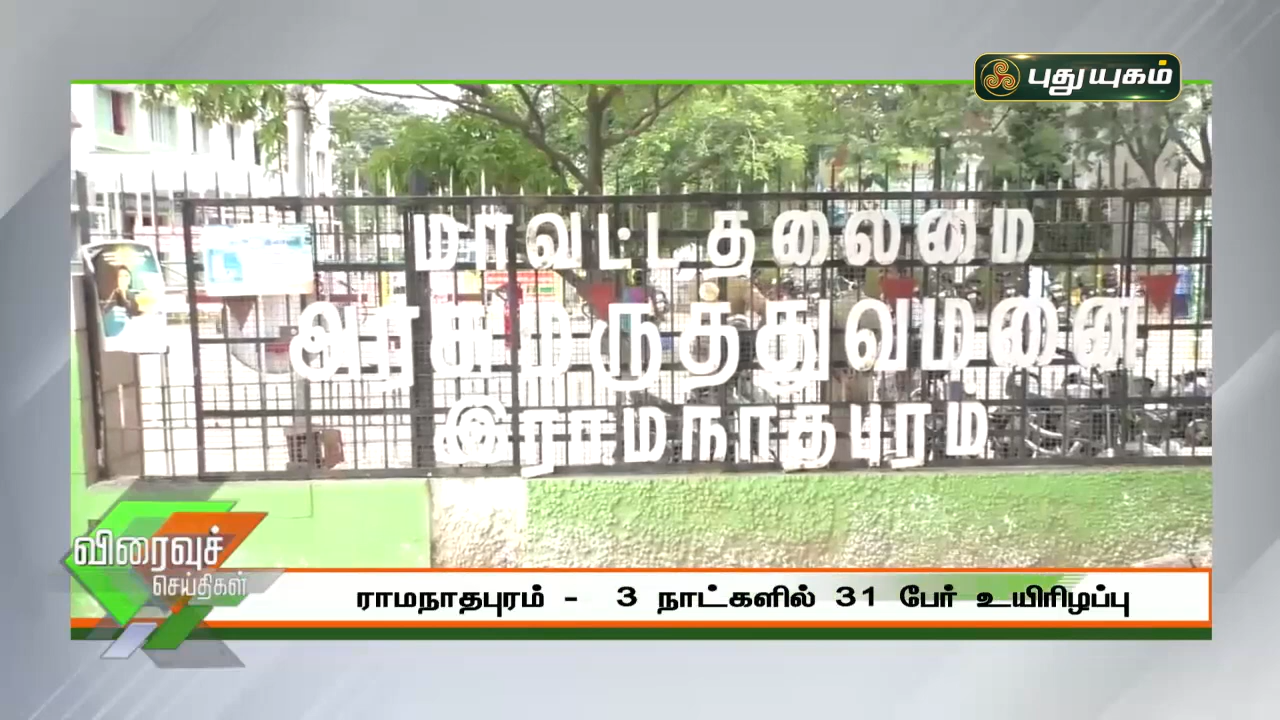 புதுயுகம்
மாவட்டதலைமை
அரசுமருத்துவமனை
இராமநாதபுரம்
விரைவுச்
செய்திகள்
ராமநாதபுரம் - 3 நாட்களில் 31 பேர் உயிரிழப்பு